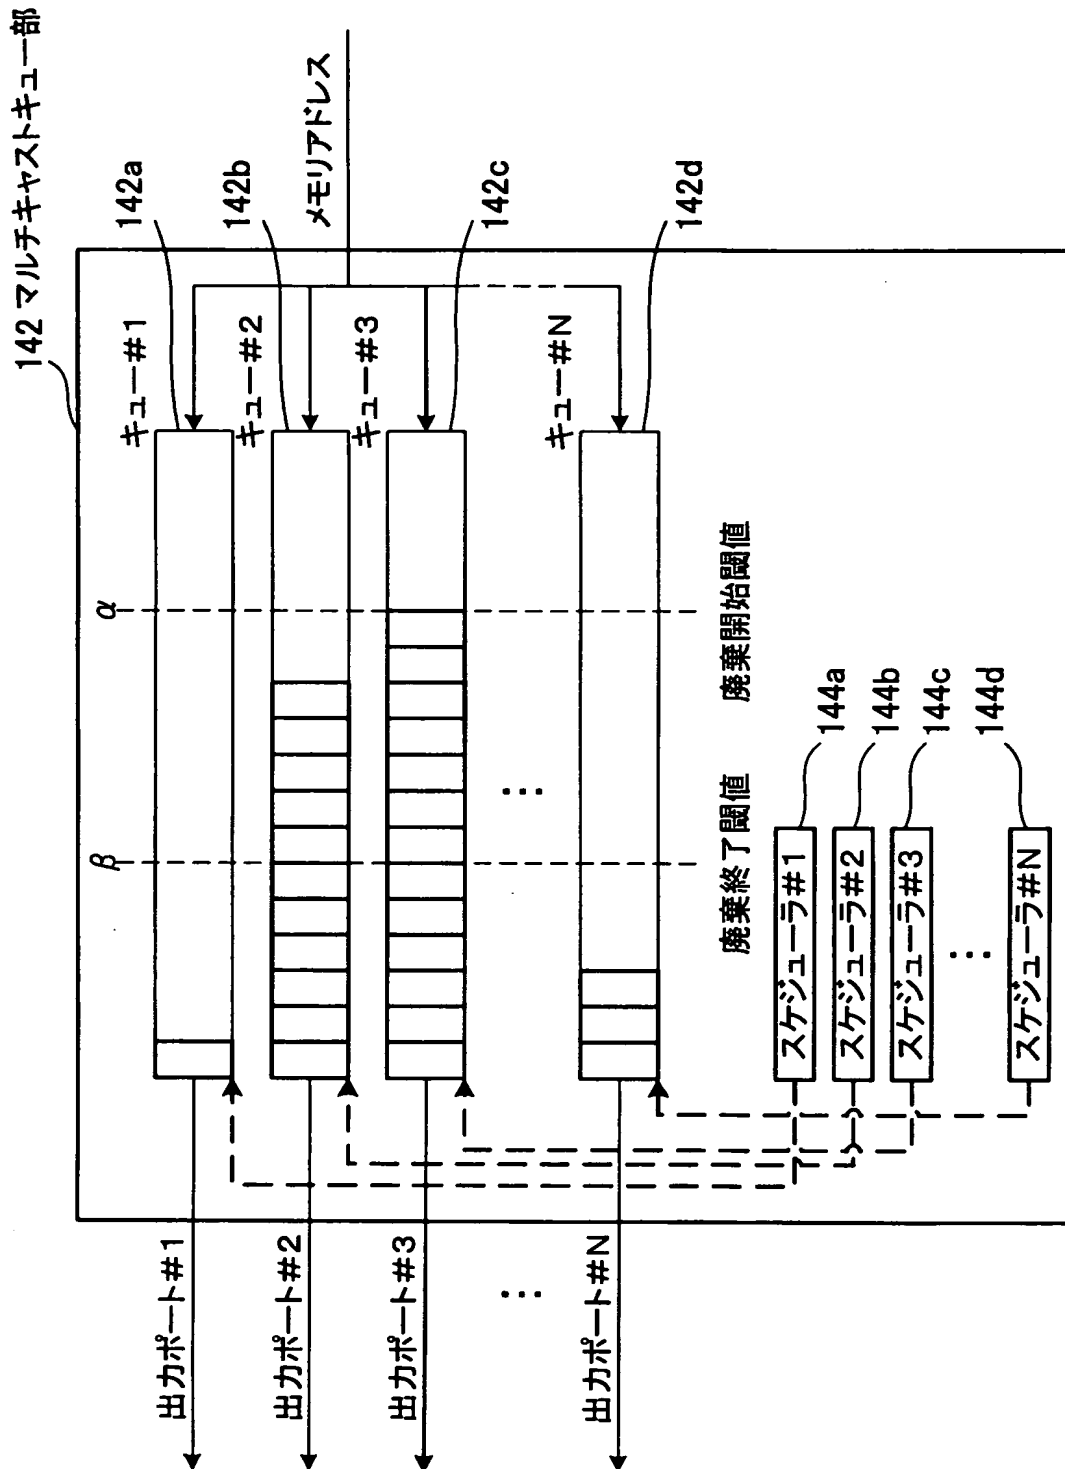 142 マルチキャストキュー部
メモリアドレス
142a
142b
142c
142d
キュー#1
キュー#2
キュー#3
キュー#N
α
β
廃棄開始閾値
廃棄終了閾値
…
144a
144b
144c
144d
スケジューラ#1
スケジューラ#2
スケジューラ#3
…
スケジューラ#N
出力ポート#1
出力ポート#2
出力ポート#3
…
出力ポート#N